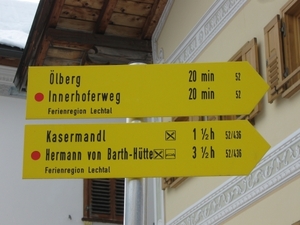 Ölberg 20 min 52
Innerhoferweg 20 min 52
Ferienregion Lechtal
Kasermandl 1 ½ h 52/436
Hermann von Barth-Hütte 3 ½ h 52/436
Ferienregion Lechtal